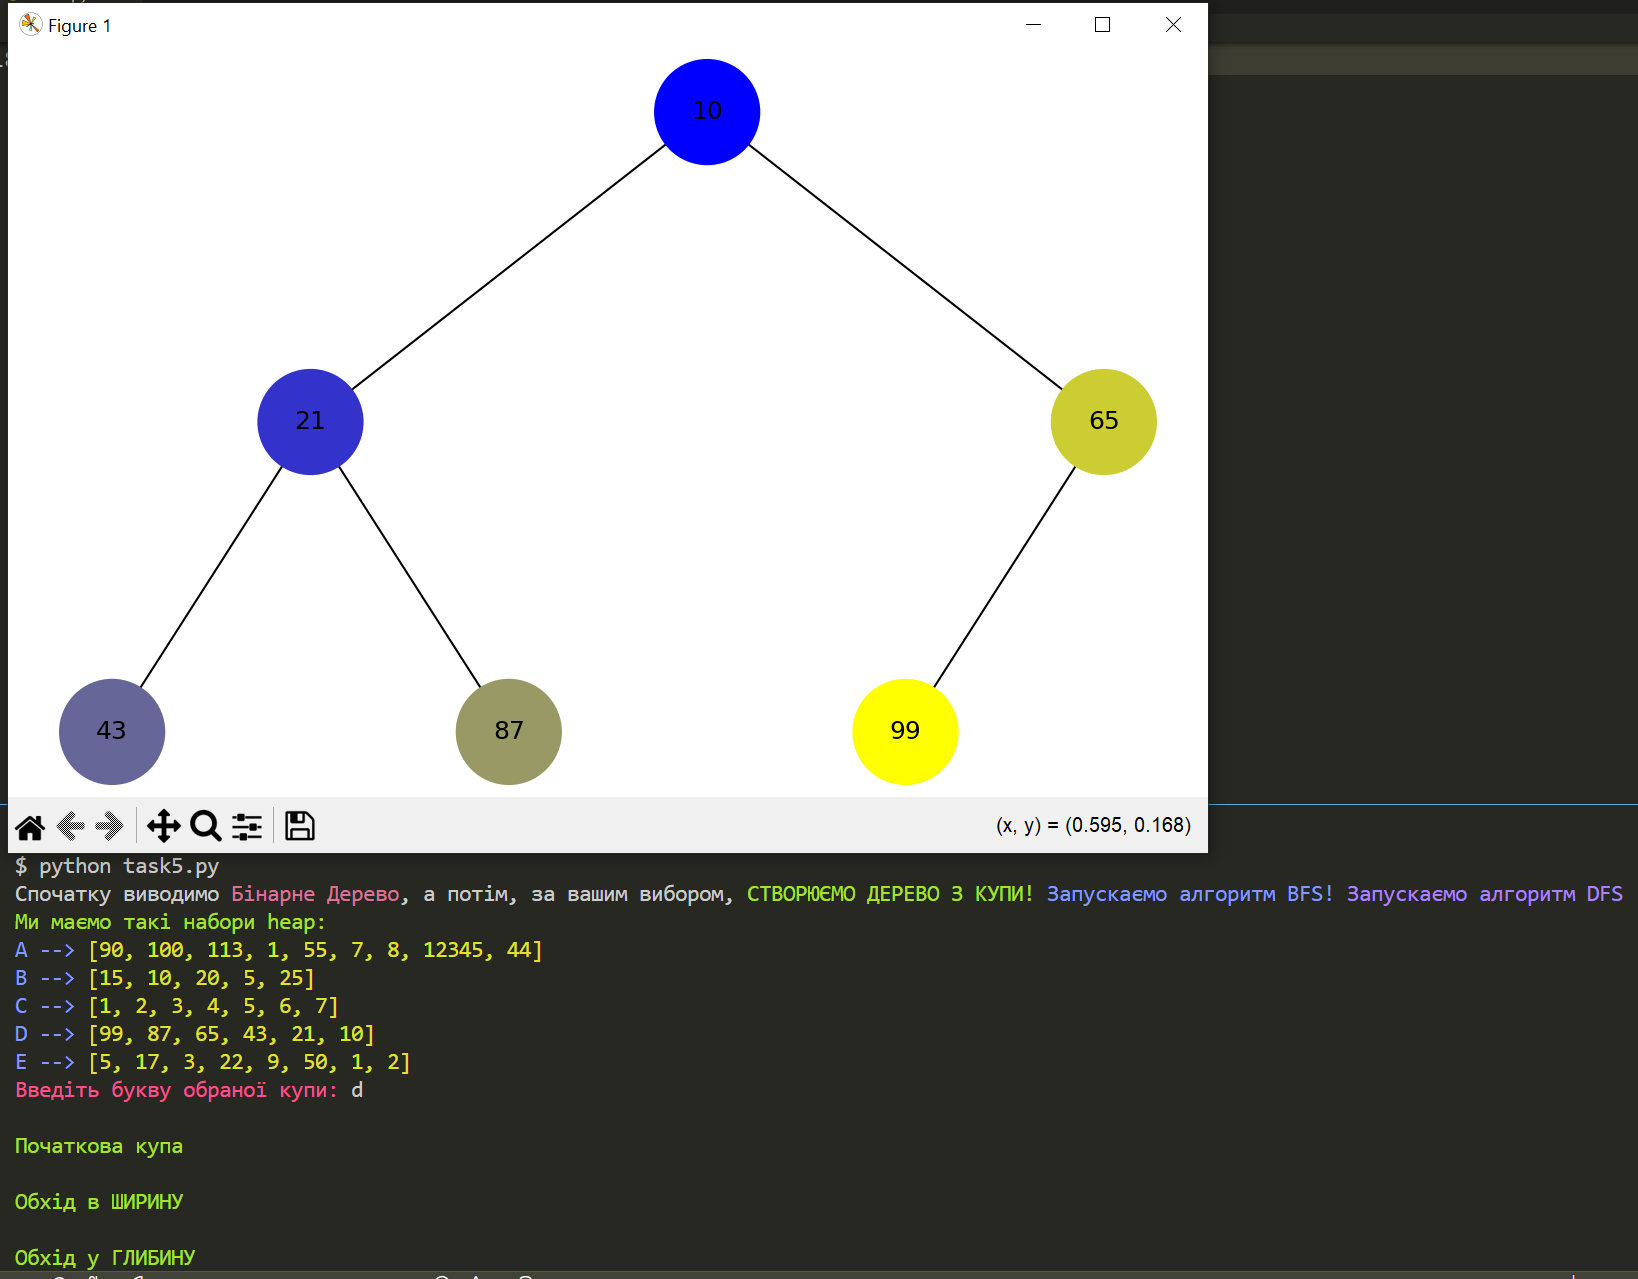 Figure 1
10
21
65
43
87
99
(x, y) = (0.595, 0.168)
$ python task5.py
Спочатку виводимо Бінарне Дерево, а потім, за вашим вибором, СТВОРЮЄМО ДЕРЕВО З КУПИ! Запускаємо алгоритм BFS! Запускаємо алгоритм DFS
Ми маємо такі набори heap:
A --> [90, 100, 113, 1, 55, 7, 8, 12345, 44]
B --> [15, 10, 20, 5, 25]
C --> [1, 2, 3, 4, 5, 6, 7]
D --> [99, 87, 65, 43, 21, 10]
E --> [5, 17, 3, 22, 9, 50, 1, 2]
Введіть букву обраної купи: d
Початкова купа
Обхід в ШИРИНУ
Обхід у ГЛИБИНУ